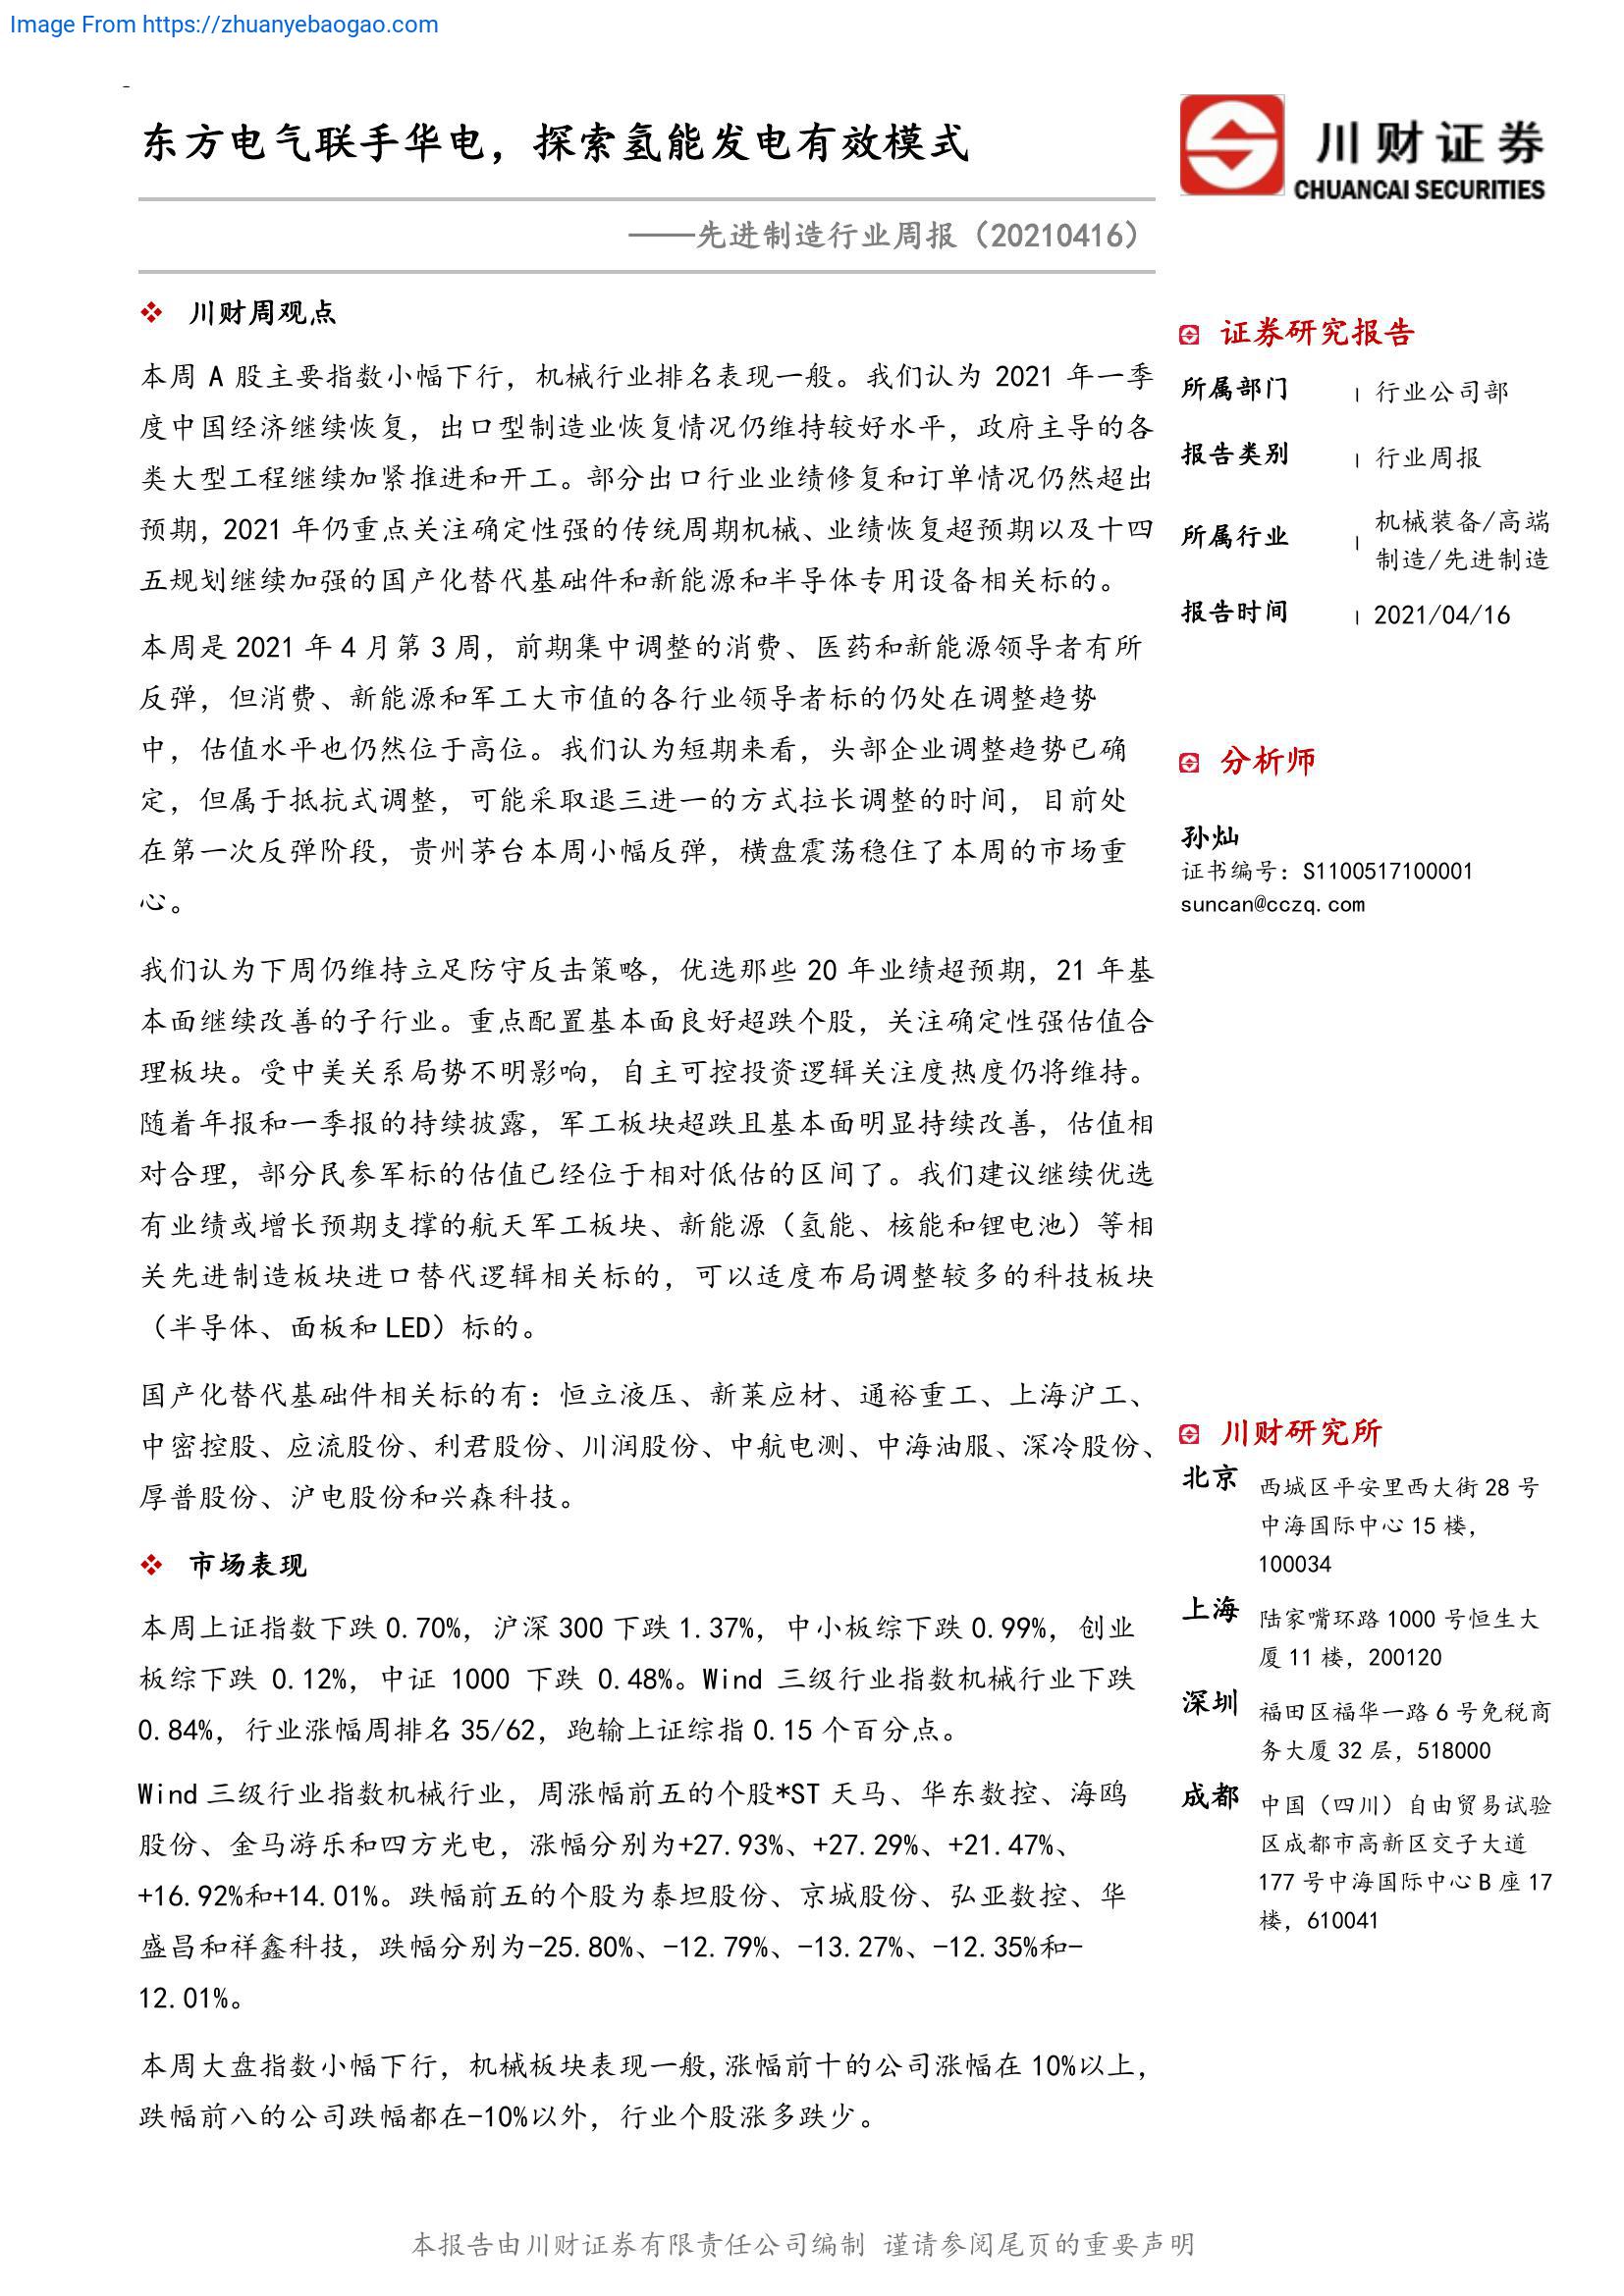 Image From https://zhuanyebaogao.com
-
东方电气联手华电，探索氢能发电有效模式
——先进制造行业周报（20210416）
川财证券
CHUANCAI SECURITIES
川财周观点
本周 A 股主要指数小幅下行，机械行业排名表现一般。我们认为 2021 年一季
度中国经济继续恢复，出口型制造业恢复情况仍维持较好水平，政府主导的各
类大型工程继续加紧推进和开工。部分出口行业业绩修复和订单情况仍然超出
预期，2021 年仍重点关注确定性强的传统周期机械、业绩恢复超预期以及十四
五规划继续加强的国产化替代基础件和新能源和半导体专用设备相关标的。
本周是 2021 年 4 月第 3 周，前期集中调整的消费、医药和新能源领导者有所
反弹，但消费、新能源和军工大市值的各行业领导者标的仍处在调整趋势
中，估值水平也仍然位于高位。我们认为短期来看，头部企业调整趋势已确
定，但属于抵抗式调整，可能采取退三进一的方式拉长调整的时间，目前处
在第一次反弹阶段，贵州茅台本周小幅反弹，横盘震荡稳住了本周的市场重
心。
我们认为下周仍维持立足防守反击策略，优选那些 20 年业绩超预期，21 年基
本面继续改善的子行业。重点配置基本面良好超跌个股，关注确定性强估值合
理板块。受中美关系局势不明影响，自主可控投资逻辑关注度热度仍将维持。
随着年报和一季报的持续披露，军工板块超跌且基本面明显持续改善，估值相
对合理，部分民参军标的估值已经位于相对低估的区间了。我们建议继续优选
有业绩或增长预期支撑的航天军工板块、新能源（氢能、核能和锂电池）等相
关先进制造板块进口替代逻辑相关标的，可以适度布局调整较多的科技板块
（半导体、面板和 LED）标的。
国产化替代基础件相关标的有：恒立液压、新莱应材、通裕重工、上海沪工、
中密控股、应流股份、利君股份、川润股份、中航电测、中海油服、深冷股份、
厚普股份、沪电股份和兴森科技。
市场表现
本周上证指数下跌 0.70%，沪深 300 下跌 1.37%，中小板综下跌 0.99%，创业
板综下跌 0.12%，中证 1000 下跌 0.48%。Wind 三级行业指数机械行业下跌
0.84%，行业涨幅周排名 35/62，跑输上证综指 0.15 个百分点。
Wind 三级行业指数机械行业，周涨幅前五的个股*ST 天马、华东数控、海鸥
股份、金马游乐和四方光电，涨幅分别为+27.93%、+27.29%、+21.47%、
+16.92%和+14.01%。跌幅前五的个股为泰坦股份、京城股份、弘亚数控、华
盛昌和祥鑫科技，跌幅分别为-25.80%、-12.79%、-13.27%、-12.35%和-
12.01%。
本周大盘指数小幅下行，机械板块表现一般,涨幅前十的公司涨幅在 10%以上，
跌幅前八的公司跌幅都在-10%以外，行业个股涨多跌少。
证券研究报告
所属部门 | 行业公司部
报告类别 | 行业周报
所属行业 | 机械装备/高端
制造/先进制造
报告时间 | 2021/04/16
分析师
孙灿
证书编号：S1100517100001
suncan@cczq.com
川财研究所
北京 西城区平安里西大街 28 号
中海国际中心 15 楼，
100034
上海 陆家嘴环路 1000 号恒生大
厦 11 楼，200120
深圳 福田区福华一路 6 号免税商
务大厦 32 层，518000
成都 中国（四川）自由贸易试验
区成都市高新区交子大道
177 号中海国际中心 B 座 17
楼，610041
本报告由川财证券有限责任公司编制 谨请参阅尾页的重要声明